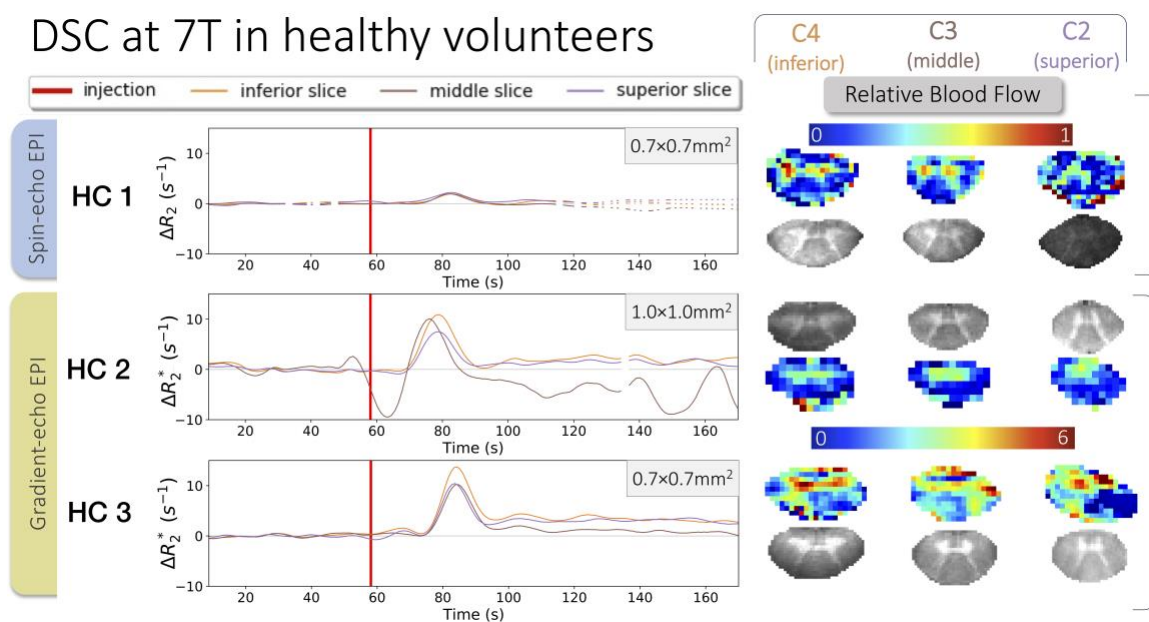 DSC at 7T in healthy volunteers
C4 C3 C2
(inferior) (middle) (superior)
injection inferior slice middle slice superior slice
Relative Blood Flow
Spin-echo EPI
HC 1
ΔR₂ (s⁻¹)
10
0
−10
0.7×0.7mm²
20 40 60 80 100 120 140 160
Time (s)
0 1
Gradient-echo EPI
HC 2
ΔR₂* (s⁻¹)
10
0
−10
1.0×1.0mm²
20 40 60 80 100 120 140 160
Time (s)
0 6
HC 3
ΔR₂* (s⁻¹)
10
0
−10
0.7×0.7mm²
20 40 60 80 100 120 140 160
Time (s)